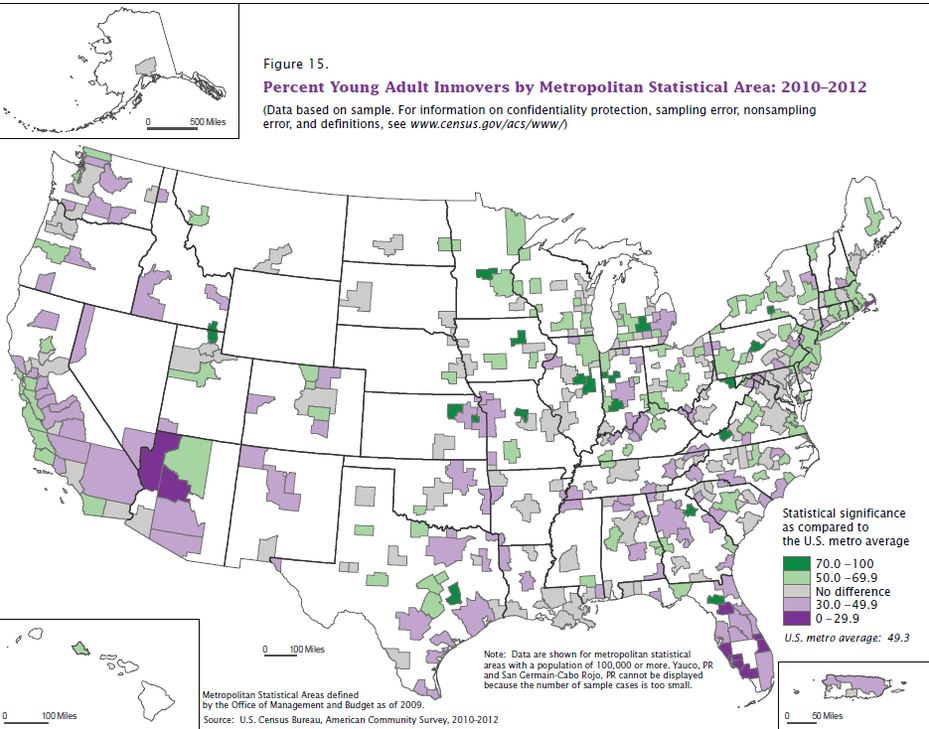 0 500 Miles
Figure 15.
Percent Young Adult Inmovers by Metropolitan Statistical Area: 2010–2012
(Data based on sample. For information on confidentiality protection, sampling error, nonsampling
error, and definitions, see www.census.gov/acs/www/)
Statistical significance
as compared to
the U.S. metro average
70.0 –100
50.0 –69.9
No difference
30.0 –49.9
0 –29.9
U.S. metro average: 49.3
0 100 Miles
Note: Data are shown for metropolitan statistical
areas with a population of 100,000 or more. Yauco, PR
and San Germain-Cabo Rojo, PR cannot be displayed
because the number of sample cases is too small.
0 100 Miles
Metropolitan Statistical Areas defined
by the Office of Management and Budget as of 2009.
Source: U.S. Census Bureau, American Community Survey, 2010-2012
0 50 Miles